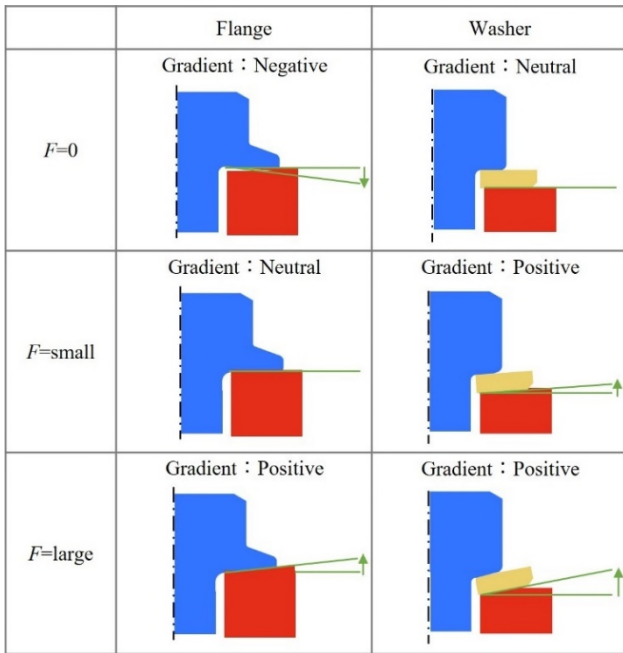 Flange
Washer
F=0
Gradient：Negative
Gradient：Neutral
F=small
Gradient：Neutral
Gradient：Positive
F=large
Gradient：Positive
Gradient：Positive